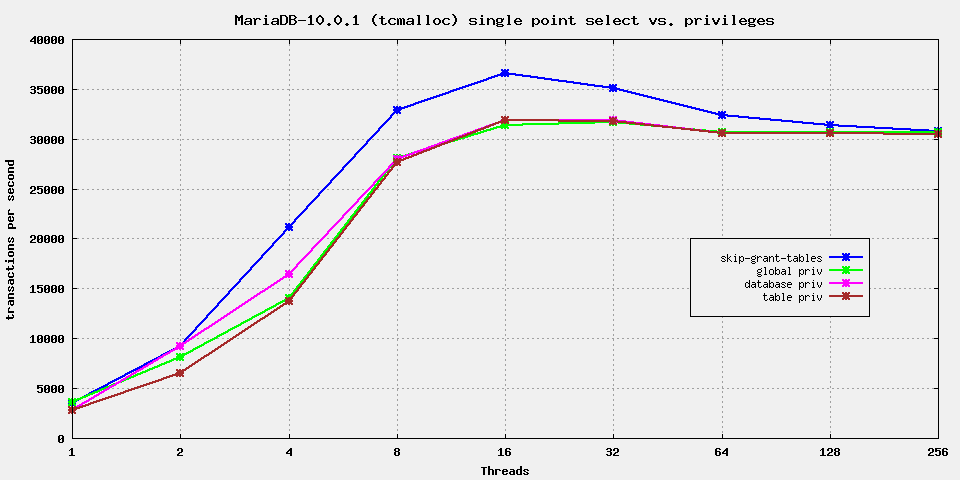 MariaDB-10.0.1 (tcmalloc) single point select vs. privileges
40000
35000
30000
25000
20000
15000
10000
5000
0
transactions per second
skip-grant-tables
global priv
database priv
table priv
1 2 4 8 16 32 64 128 256
Threads